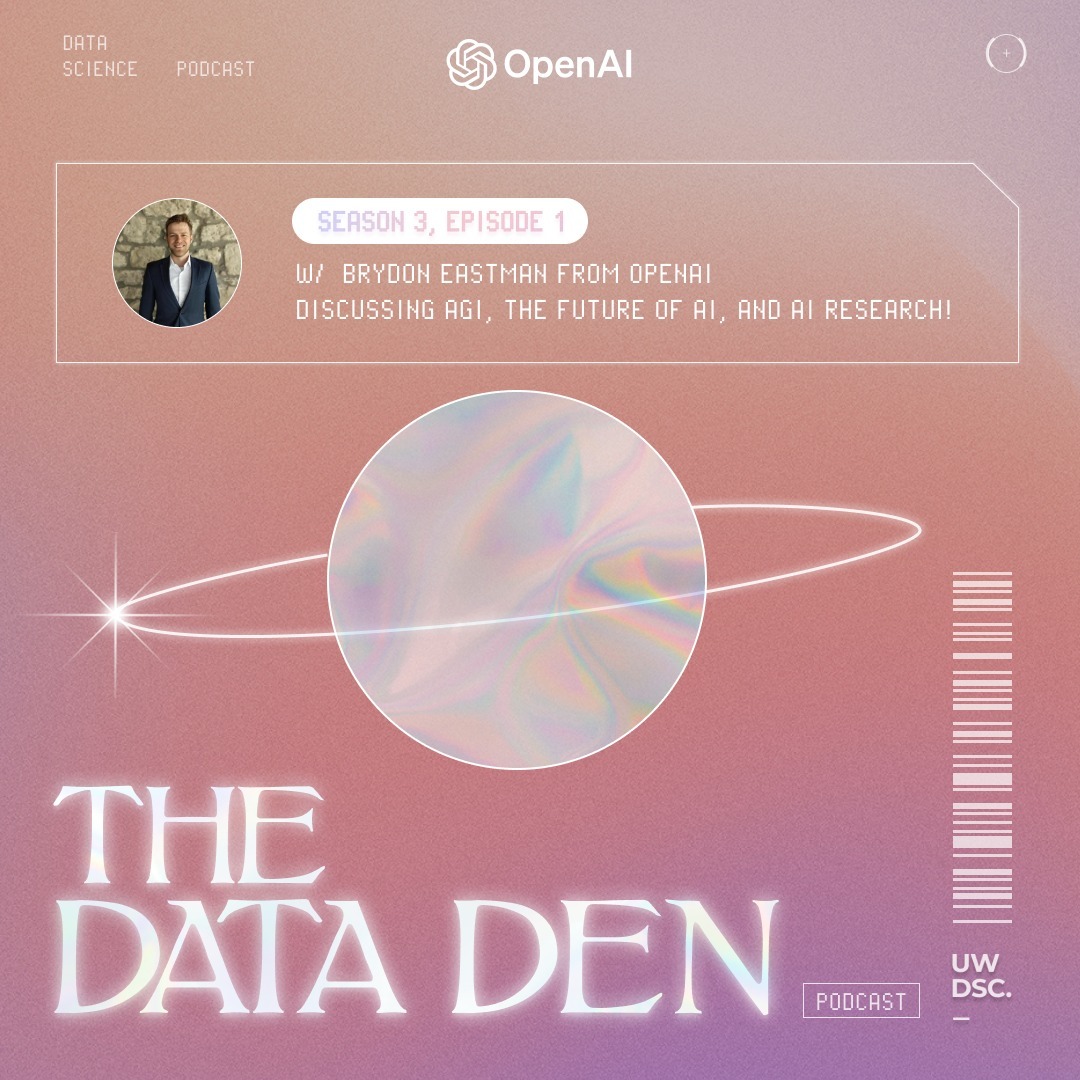 DATA
SCIENCE PODCAST
OpenAI
SEASON 3, EPISODE 1
W/ BRYDON EASTMAN FROM OPENAI
DISCUSSING AGI, THE FUTURE OF AI, AND AI RESEARCH!
THE
DATA DEN
PODCAST
UW
DSC.